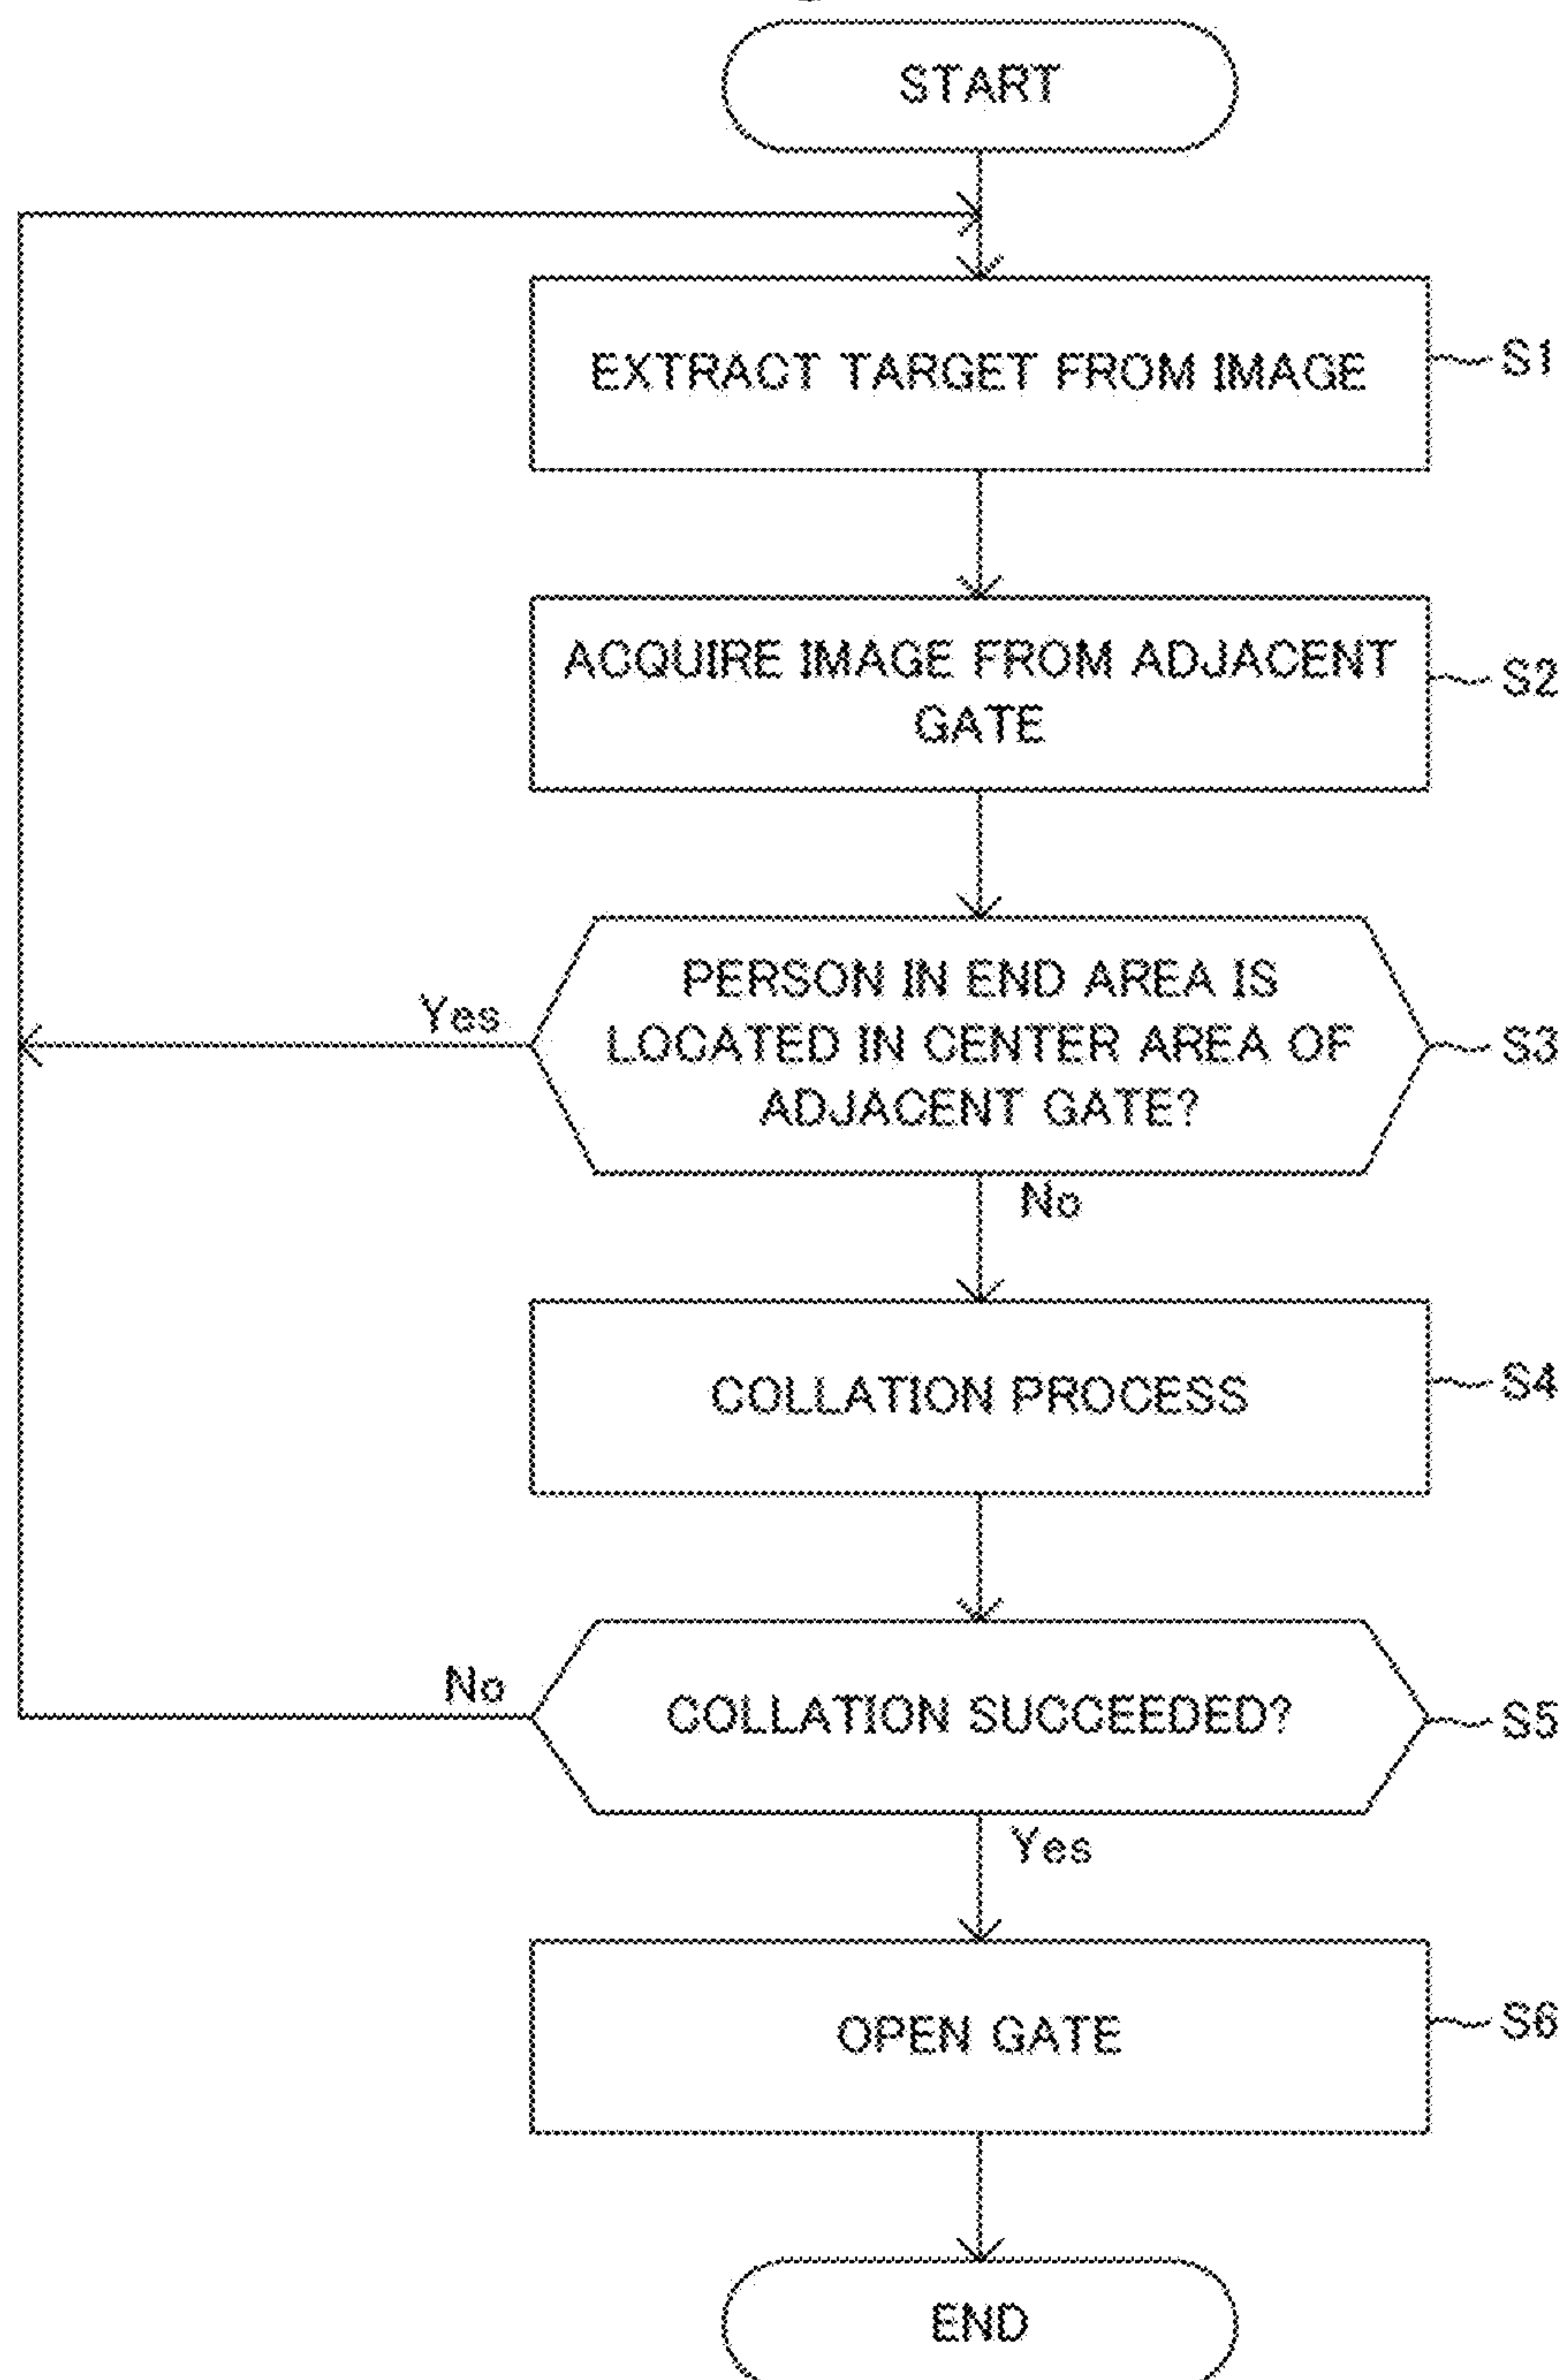 START
EXTRACT TARGET FROM IMAGE
S1
ACQUIRE IMAGE FROM ADJACENT
GATE
S2
PERSON IN END AREA IS
LOCATED IN CENTER AREA OF
ADJACENT GATE?
S3
Yes
No
COLLATION PROCESS
S4
COLLATION SUCCEEDED?
S5
No
Yes
OPEN GATE
S6
END